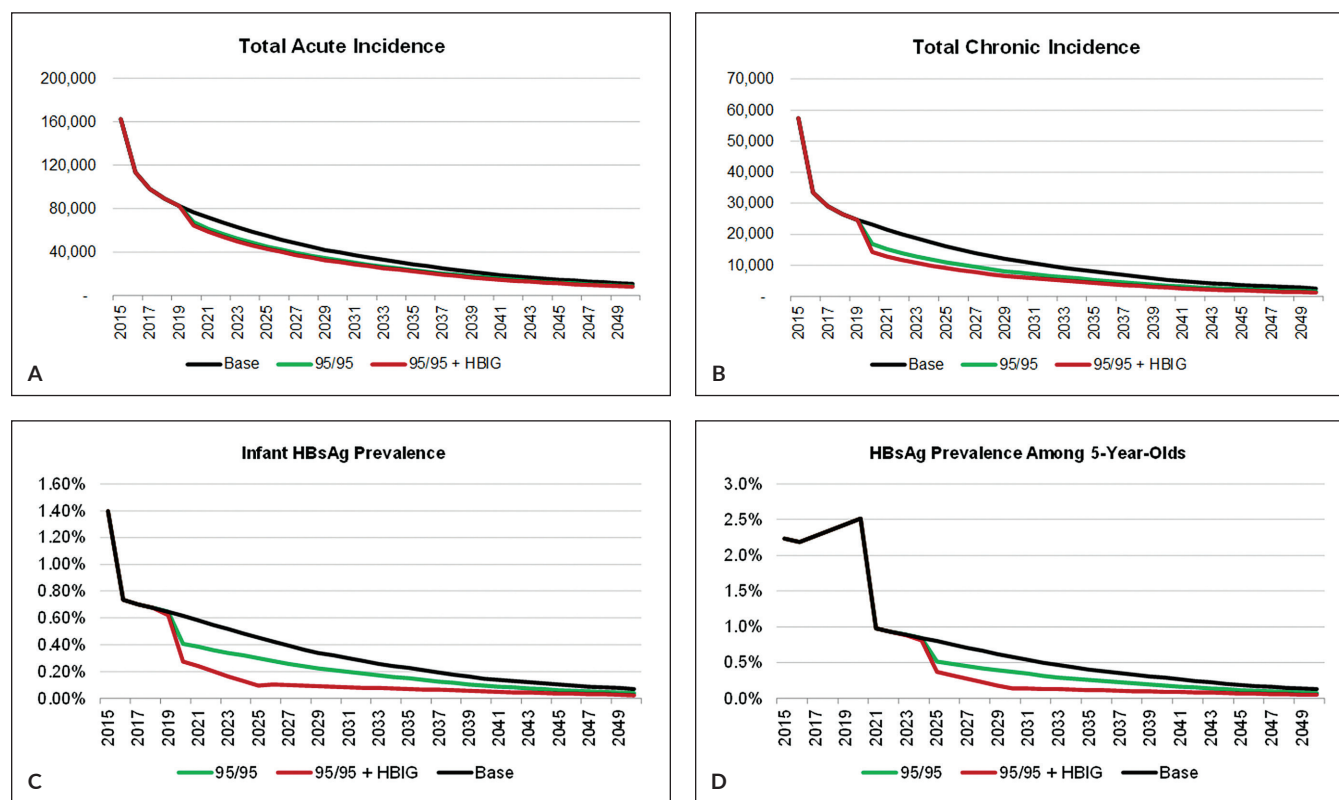 Total Acute Incidence
200,000
160,000
120,000
80,000
40,000
-
2015 2017 2019 2021 2023 2025 2027 2029 2031 2033 2035 2037 2039 2041 2043 2045 2047 2049
Base 95/95 95/95 + HBIG
A
Total Chronic Incidence
70,000
60,000
50,000
40,000
30,000
20,000
10,000
-
2015 2017 2019 2021 2023 2025 2027 2029 2031 2033 2035 2037 2039 2041 2043 2045 2047 2049
Base 95/95 95/95 + HBIG
B
Infant HBsAg Prevalence
1.60%
1.40%
1.20%
1.00%
0.80%
0.60%
0.40%
0.20%
0.00%
2015 2017 2019 2021 2023 2025 2027 2029 2031 2033 2035 2037 2039 2041 2043 2045 2047 2049
95/95 95/95 + HBIG Base
C
HBsAg Prevalence Among 5-Year-Olds
3.0%
2.5%
2.0%
1.5%
1.0%
0.5%
0.0%
2015 2017 2019 2021 2023 2025 2027 2029 2031 2033 2035 2037 2039 2041 2043 2045 2047 2049
95/95 95/95 + HBIG Base
D